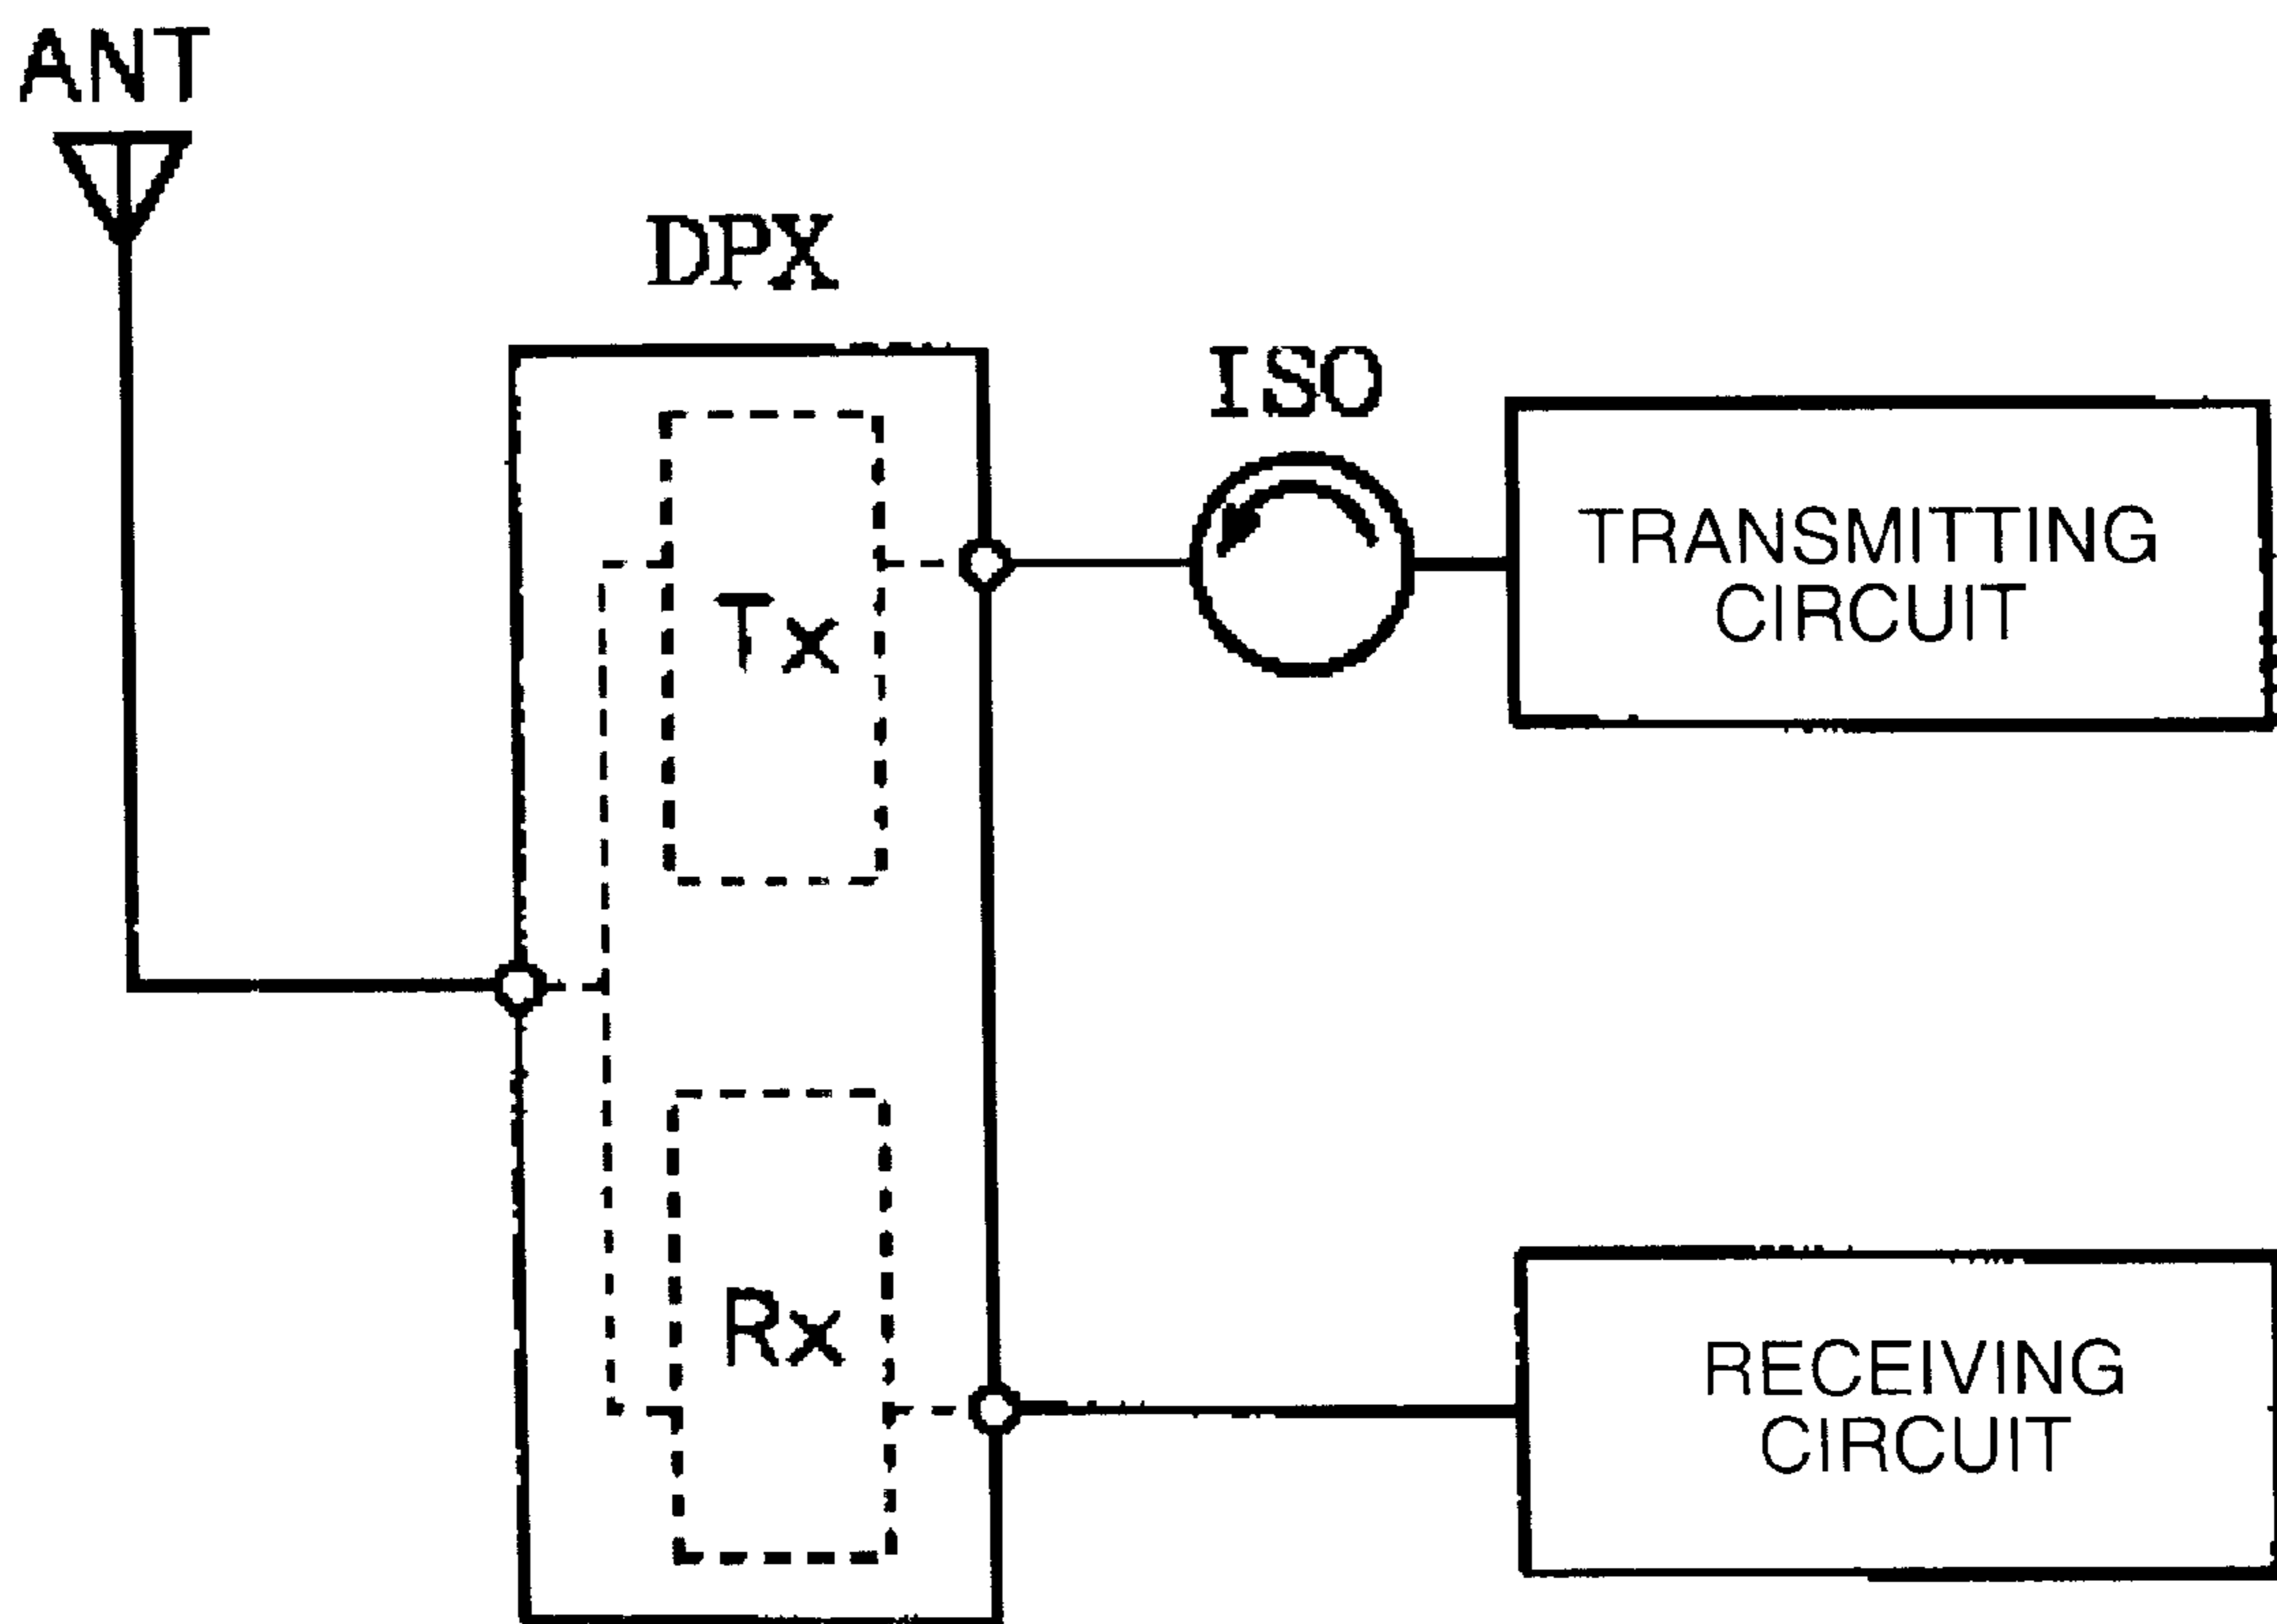 ANT
DPX
ISO
Tx
TRANSMITTING
CIRCUIT
Rx
RECEIVING
CIRCUIT